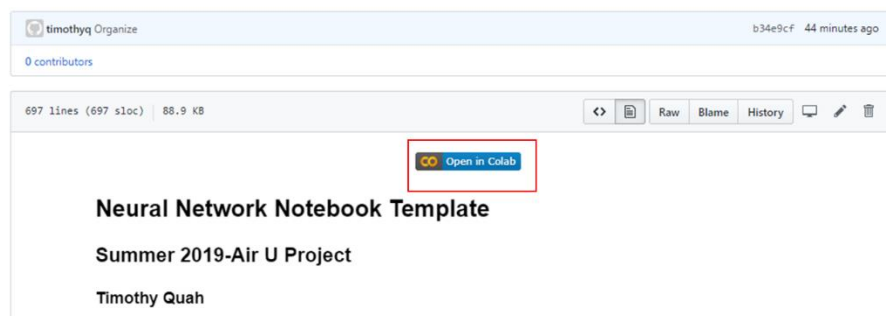 timothyq Organize b34e9cf 44 minutes ago
0 contributors
697 lines (697 sloc) 88.9 KB <> Raw Blame History
CO Open in Colab
Neural Network Notebook Template
Summer 2019-Air U Project
Timothy Quah